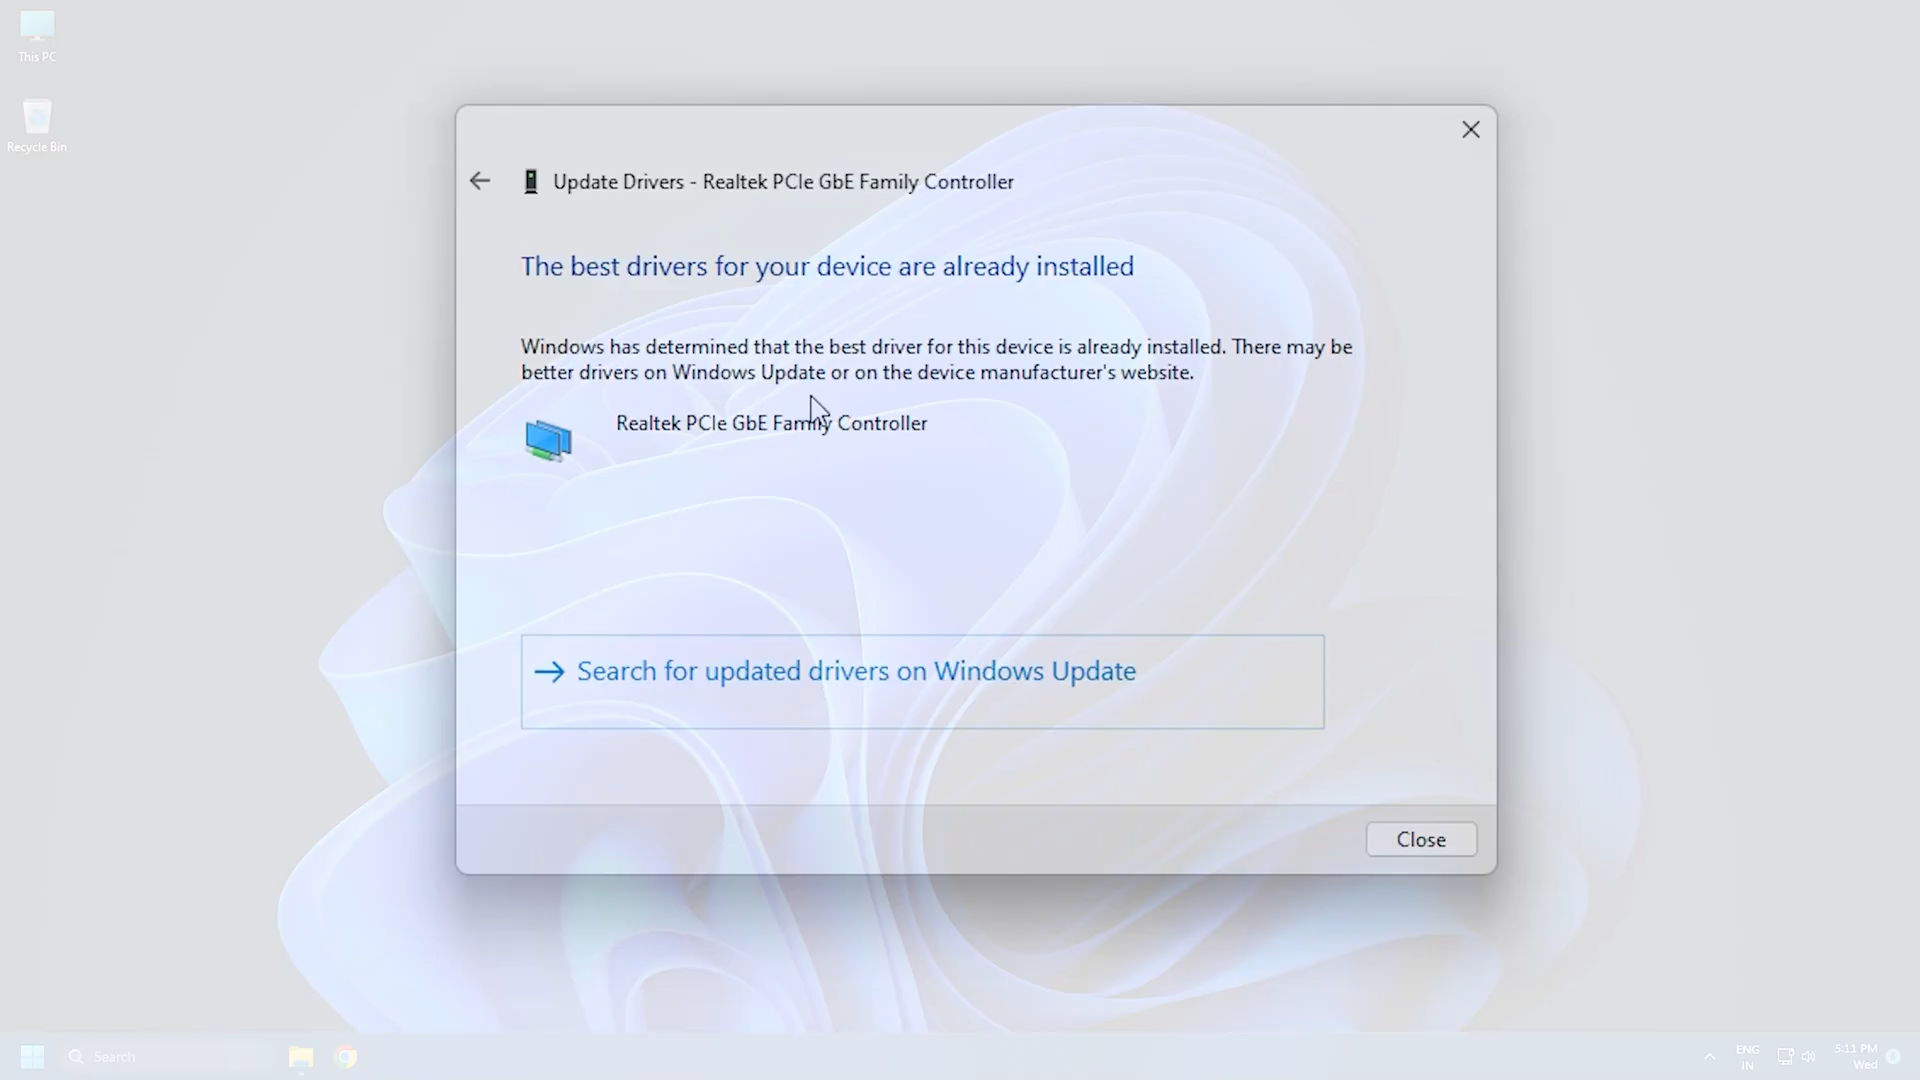 This PC
Recycle Bin
Update Drivers - Realtek PCIe GbE Family Controller
The best drivers for your device are already installed
Windows has determined that the best driver for this device is already installed. There may be
better drivers on Windows Update or on the device manufacturer's website.
Realtek PCIe GbE Family Controller
Search for updated drivers on Windows Update
Close
Search
ENG
IN
5:11 PM
Wed